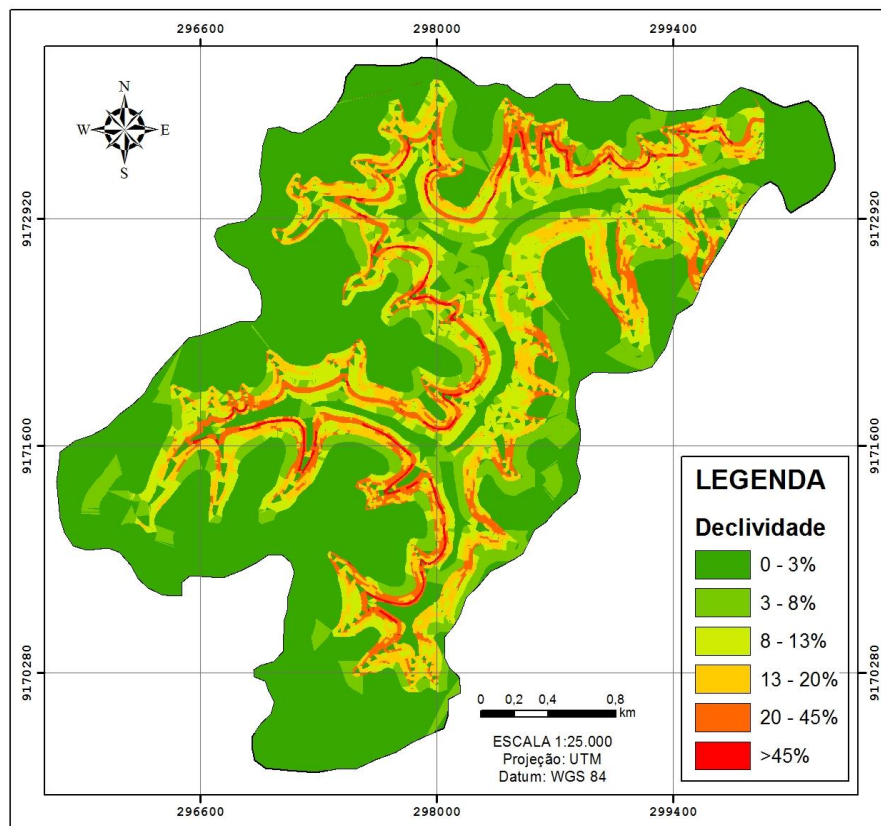 296600 298000 299400
N
W E
S
9172920 9172920
9171600 9171600
LEGENDA
Declividade
0 - 3%
3 - 8%
8 - 13%
13 - 20%
20 - 45%
>45%
9170280 9170280
0 0,2 0,4 0,8
km
ESCALA 1:25.000
Projeção: UTM
Datum: WGS 84
296600 298000 299400